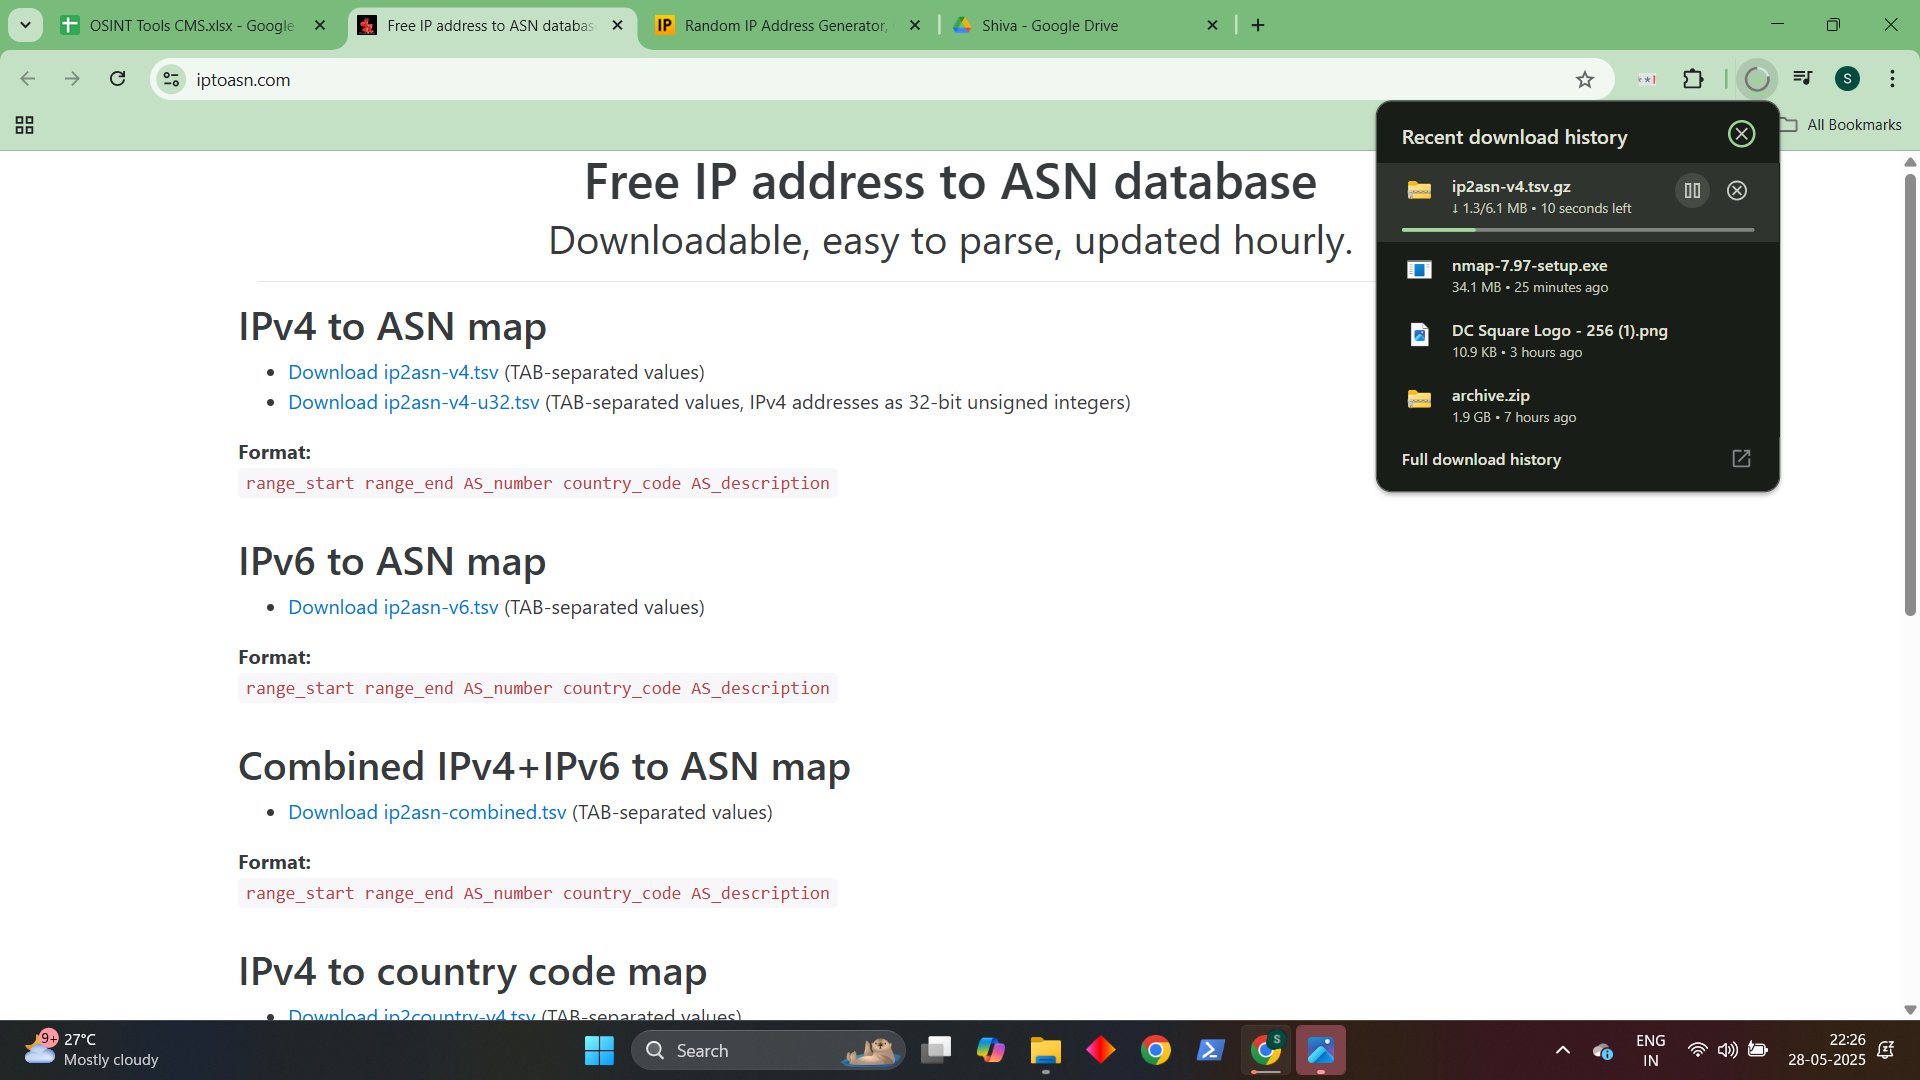 OSINT Tools CMS.xlsx - Google
Free IP address to ASN databas
IP
Random IP Address Generator,
Shiva - Google Drive
iptoasn.com
S
All Bookmarks
Recent download history
ip2asn-v4.tsv.gz
↓ 1.3/6.1 MB • 10 seconds left
nmap-7.97-setup.exe
34.1 MB • 25 minutes ago
DC Square Logo - 256 (1).png
10.9 KB • 3 hours ago
archive.zip
1.9 GB • 7 hours ago
Full download history
Free IP address to ASN database
Downloadable, easy to parse, updated hourly.
IPv4 to ASN map
• Download ip2asn-v4.tsv (TAB-separated values)
• Download ip2asn-v4-u32.tsv (TAB-separated values, IPv4 addresses as 32-bit unsigned integers)
Format:
range_start range_end AS_number country_code AS_description
IPv6 to ASN map
• Download ip2asn-v6.tsv (TAB-separated values)
Format:
range_start range_end AS_number country_code AS_description
Combined IPv4+IPv6 to ASN map
• Download ip2asn-combined.tsv (TAB-separated values)
Format:
range_start range_end AS_number country_code AS_description
IPv4 to country code map
• Download ip2country-v4.tsv (TAB-separated values)
9+
27°C
Mostly cloudy
Search
S
ENG
IN
22:26
28-05-2025